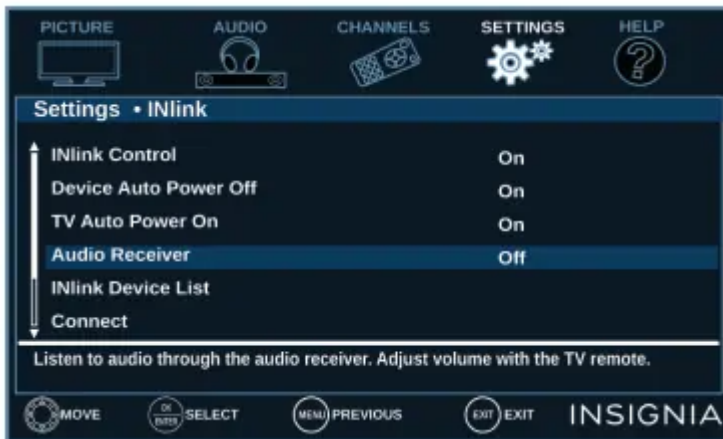 PICTURE AUDIO CHANNELS SETTINGS HELP
Settings • INlink
INlink Control On
Device Auto Power Off On
TV Auto Power On On
Audio Receiver Off
INlink Device List
Connect
Listen to audio through the audio receiver. Adjust volume with the TV remote.
MOVE OK ENTER SELECT MENU PREVIOUS EXIT EXIT INSIGNIA